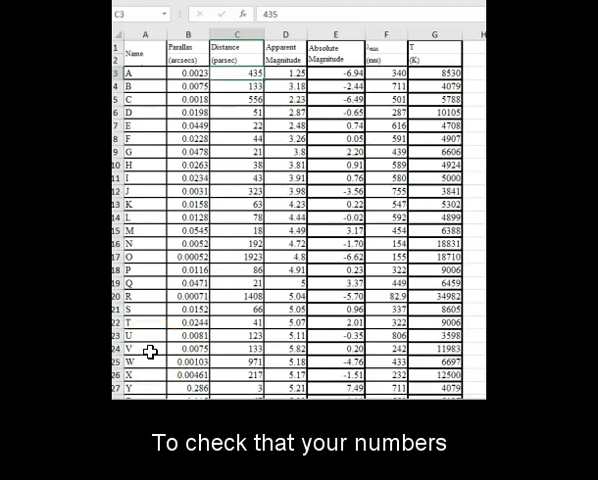 C3 435
A B C D E F G H
1 Name Parallax Distance Apparent Absolute λmax T
2 (arcsecs) (parsec) Magnitude Magnitude (nm) (K)
3 A 0.0023 435 1.25 -6.94 340 8530
4 B 0.0075 133 3.18 -2.44 711 4079
5 C 0.0018 556 2.23 -6.49 501 5788
6 D 0.0198 51 2.87 -0.65 287 10105
7 E 0.0449 22 2.48 0.74 616 4708
8 F 0.0228 44 3.26 0.05 591 4907
9 G 0.0478 21 3.8 2.20 439 6606
10 H 0.0263 38 3.81 0.91 589 4924
11 I 0.0234 43 3.91 0.76 580 5000
12 J 0.0031 323 3.98 -3.56 755 3841
13 K 0.0158 63 4.23 0.22 547 5302
14 L 0.0128 78 4.44 -0.02 592 4899
15 M 0.0545 18 4.49 3.17 454 6388
16 N 0.0052 192 4.72 -1.70 154 18831
17 O 0.00052 1923 4.8 -6.62 155 18710
18 P 0.0116 86 4.91 0.23 322 9006
19 Q 0.0471 21 5 3.37 449 6459
20 R 0.00071 1408 5.04 -5.70 82.9 34982
21 S 0.0152 66 5.05 0.96 337 8605
22 T 0.0244 41 5.07 2.01 322 9006
23 U 0.0081 123 5.11 -0.35 806 3598
24 V 0.0075 133 5.82 0.20 242 11983
25 W 0.00103 971 5.18 -4.76 433 6697
26 X 0.00461 217 5.17 -1.51 232 12500
27 Y 0.286 3 5.21 7.49 711 4079
To check that your numbers